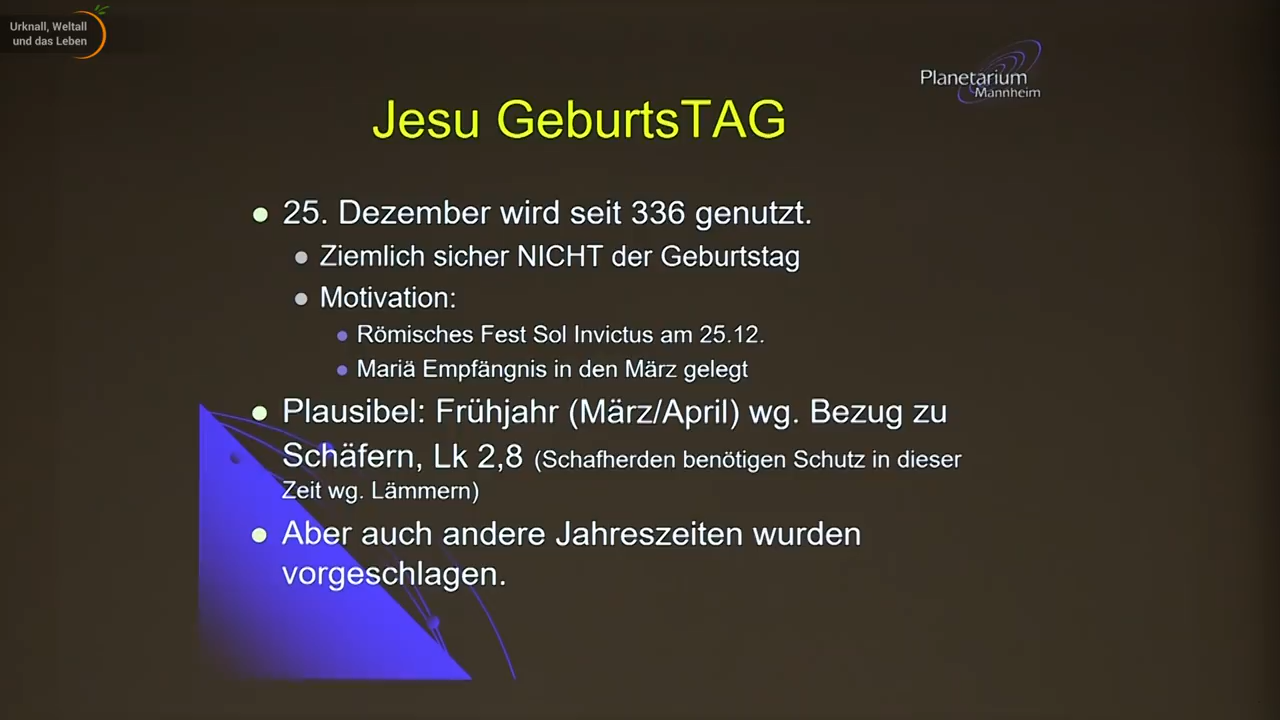 Urknall, Weltall
und das Leben
Planetarium
Mannheim
Jesu GeburtsTAG
25. Dezember wird seit 336 genutzt.
Ziemlich sicher NICHT der Geburtstag
Motivation:
Römisches Fest Sol Invictus am 25.12.
Mariä Empfängnis in den März gelegt
Plausibel: Frühjahr (März/April) wg. Bezug zu
Schäfern, Lk 2,8 (Schafherden benötigen Schutz in dieser
Zeit wg. Lämmern)
Aber auch andere Jahreszeiten wurden
vorgeschlagen.